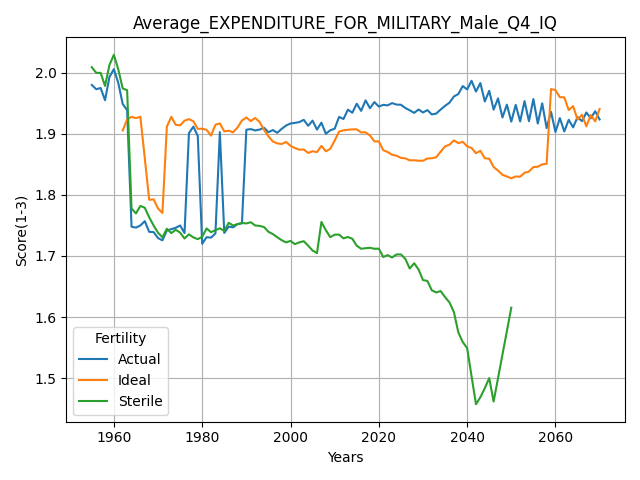 Average_EXPENDITURE_FOR_MILITARY_Male_Q4_IQ
Score(1-3)
2.0
1.9
1.8
1.7
1.6
1.5
Fertility
Actual
Ideal
Sterile
1960 1980 2000 2020 2040 2060
Years